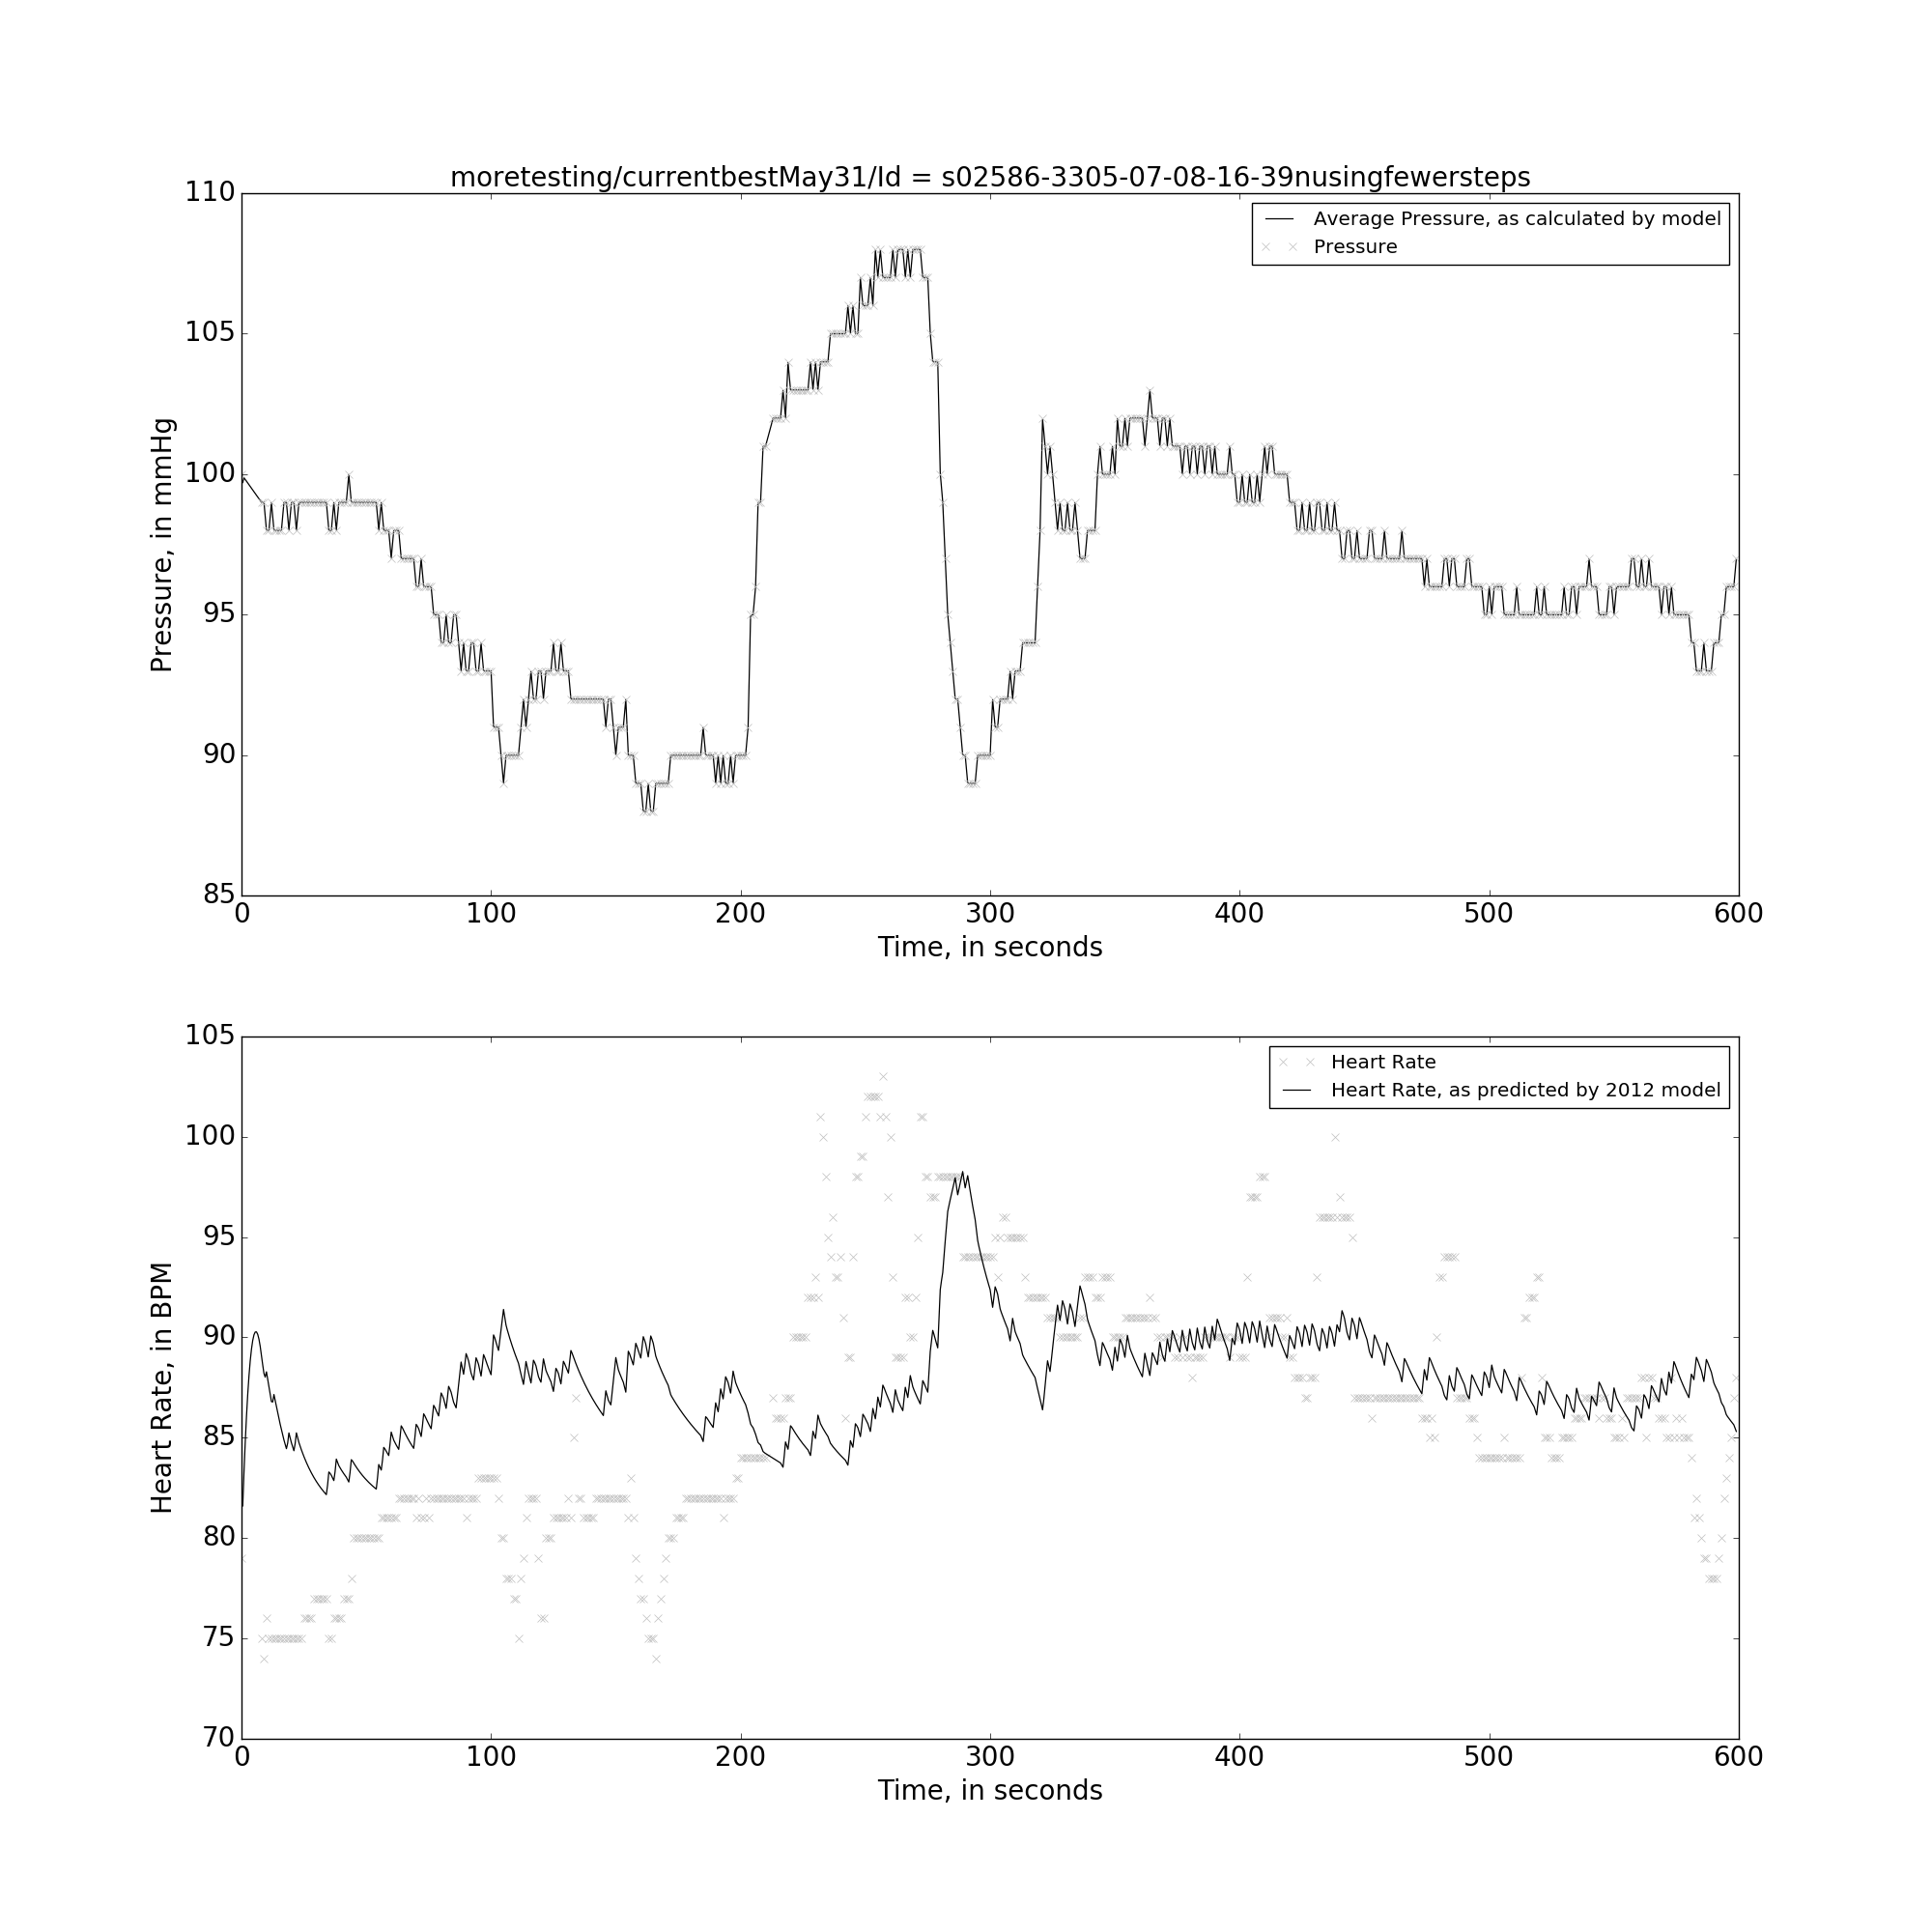 moretesting/currentbestMay31/Id = s02586-3305-07-08-16-39nusingfewersteps
110
105
100
95
90
85
Pressure, in mmHg
Average Pressure, as calculated by model
Pressure
0 100 200 300 400 500 600
Time, in seconds
105
100
95
90
85
80
75
70
Heart Rate, in BPM
Heart Rate
Heart Rate, as predicted by 2012 model
0 100 200 300 400 500 600
Time, in seconds